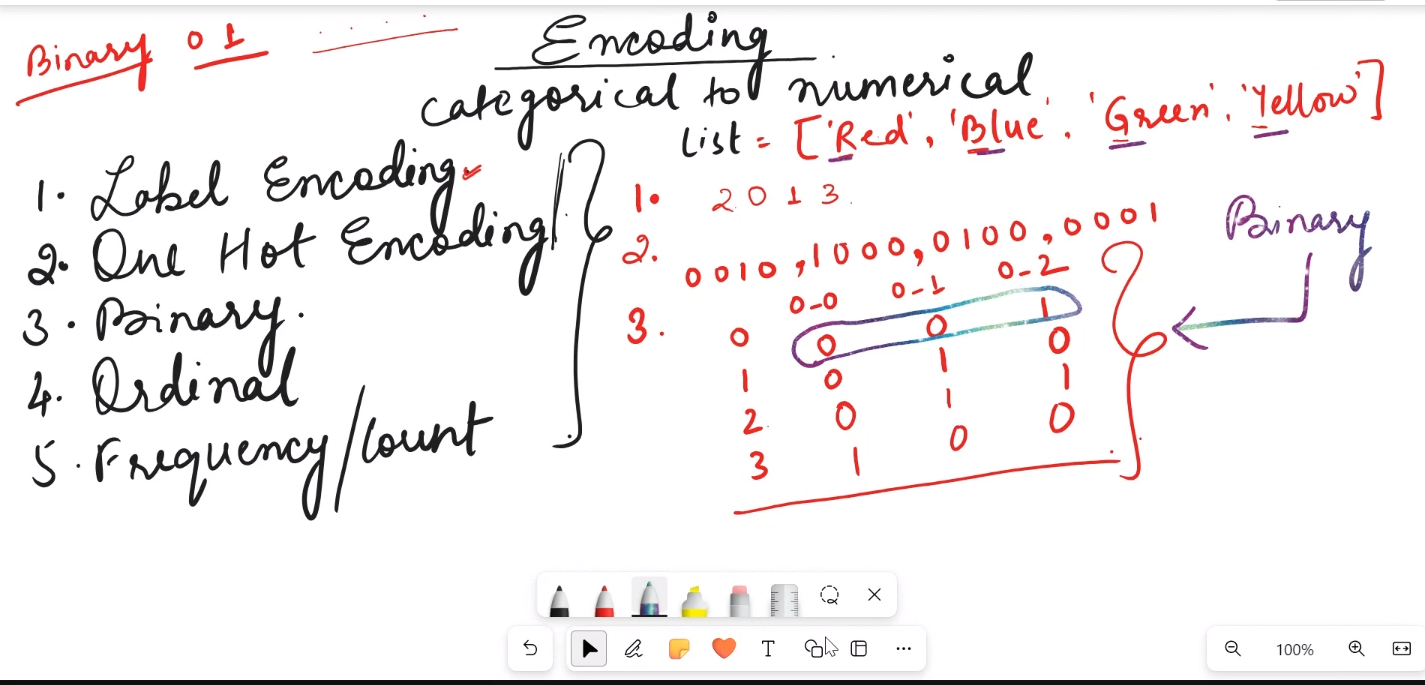 Binary 0 1
Encoding
categorical to numerical
List = ['Red', 'Blue', 'Green', 'Yellow']
1. Label Encoding
2. One Hot Encoding
3. Binary.
4. Ordinal
5. Frequency/Count
1. 2 0 1 3
2. 0010, 1000, 0100, 0001
3.
0-0 0-1 0-2
0 0 0 1
1 0 1 0
2 0 1 1
3 1 0 0
Binary
T
100%